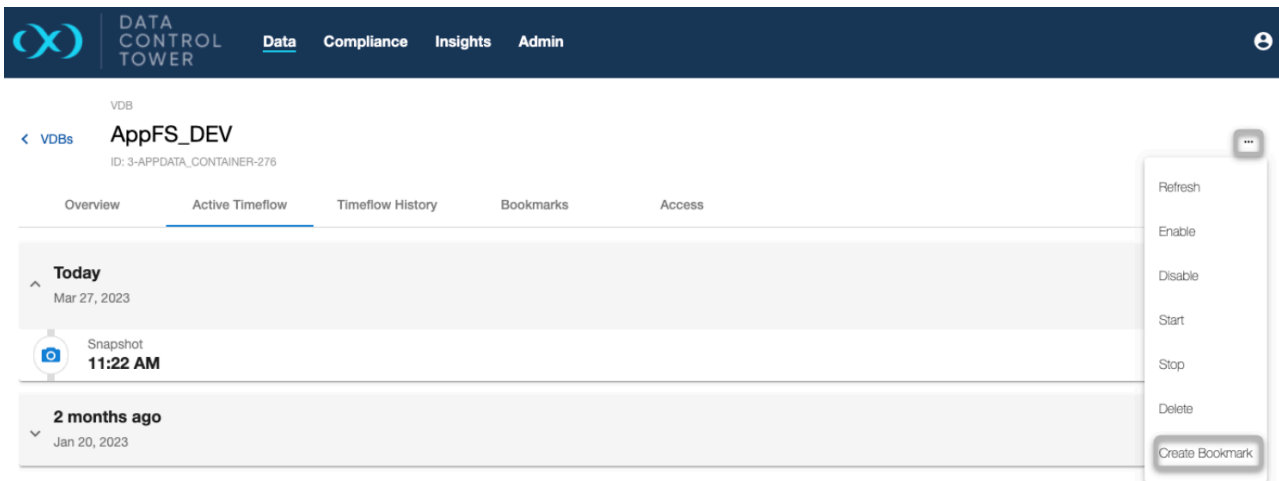 DATA
CONTROL
TOWER
Data Compliance Insights Admin
VDB
VDBs
AppFS_DEV
ID: 3-APPDATA_CONTAINER-276
...
Overview Active Timeflow Timeflow History Bookmarks Access
Today
Mar 27, 2023
Snapshot
11:22 AM
2 months ago
Jan 20, 2023
Refresh
Enable
Disable
Start
Stop
Delete
Create Bookmark